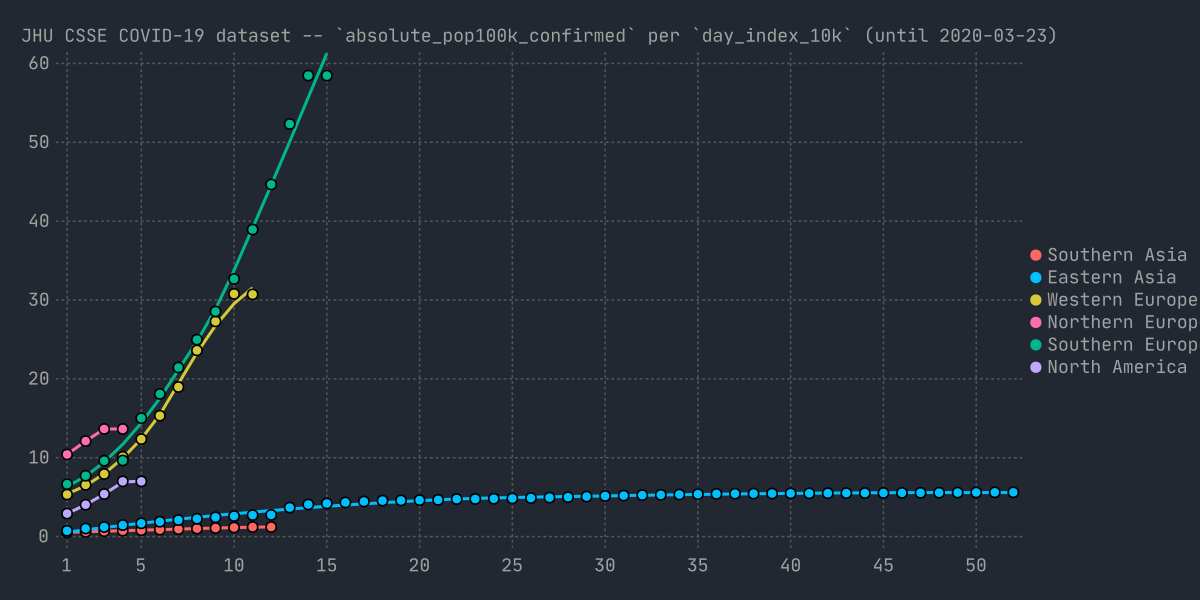 JHU CSSE COVID-19 dataset -- `absolute_pop100k_confirmed` per `day_index_10k` (until 2020-03-23)
60
50
40
30
20
10
0
1 5 10 15 20 25 30 35 40 45 50
Southern Asia
Eastern Asia
Western Europe
Northern Europ
Southern Europ
North America